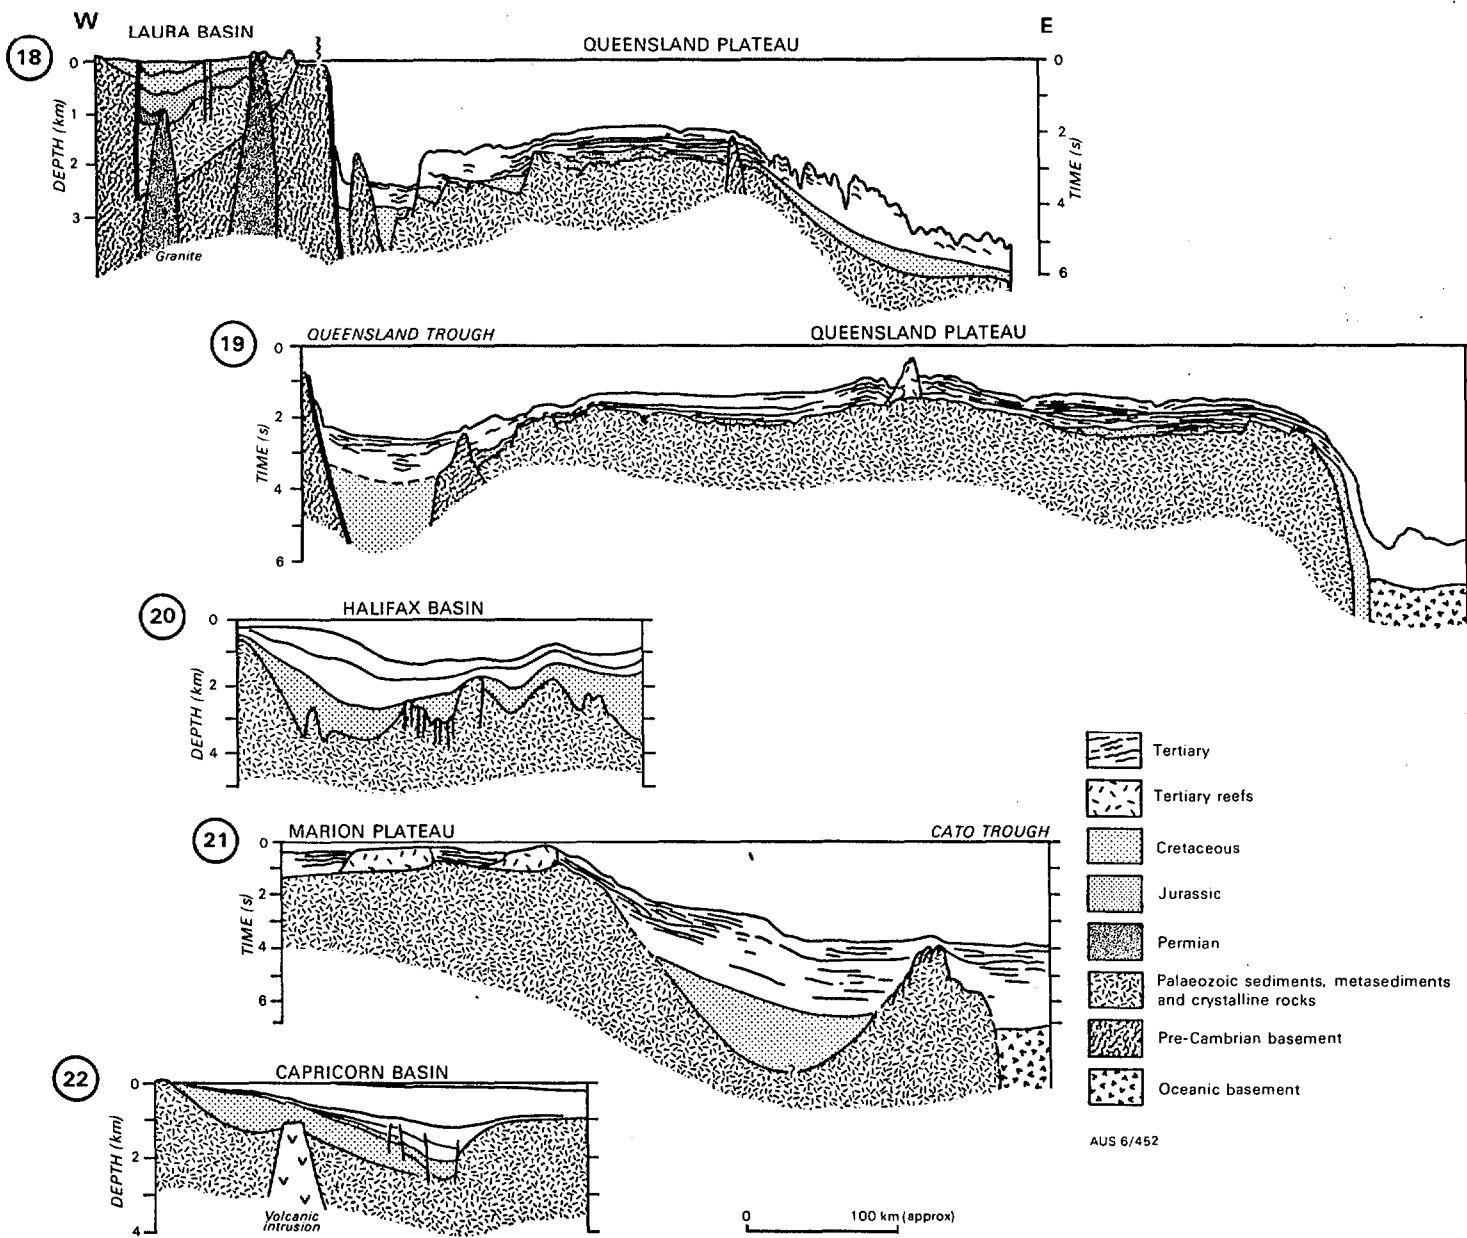 W
E
LAURA BASIN
QUEENSLAND PLATEAU
18
0
1
2
3
DEPTH (km)
0
2
4
6
TIME (s)
Granite
19
QUEENSLAND TROUGH
QUEENSLAND PLATEAU
0
2
4
6
TIME (s)
20
HALIFAX BASIN
0
2
4
DEPTH (km)
21
MARION PLATEAU
CATO TROUGH
0
2
4
6
TIME (s)
22
CAPRICORN BASIN
0
2
4
DEPTH (km)
Volcanic
intrusion
0 100 km (approx)
Tertiary
Tertiary reefs
Cretaceous
Jurassic
Permian
Palaeozoic sediments, metasediments
and crystalline rocks
Pre-Cambrian basement
Oceanic basement
AUS 6/452